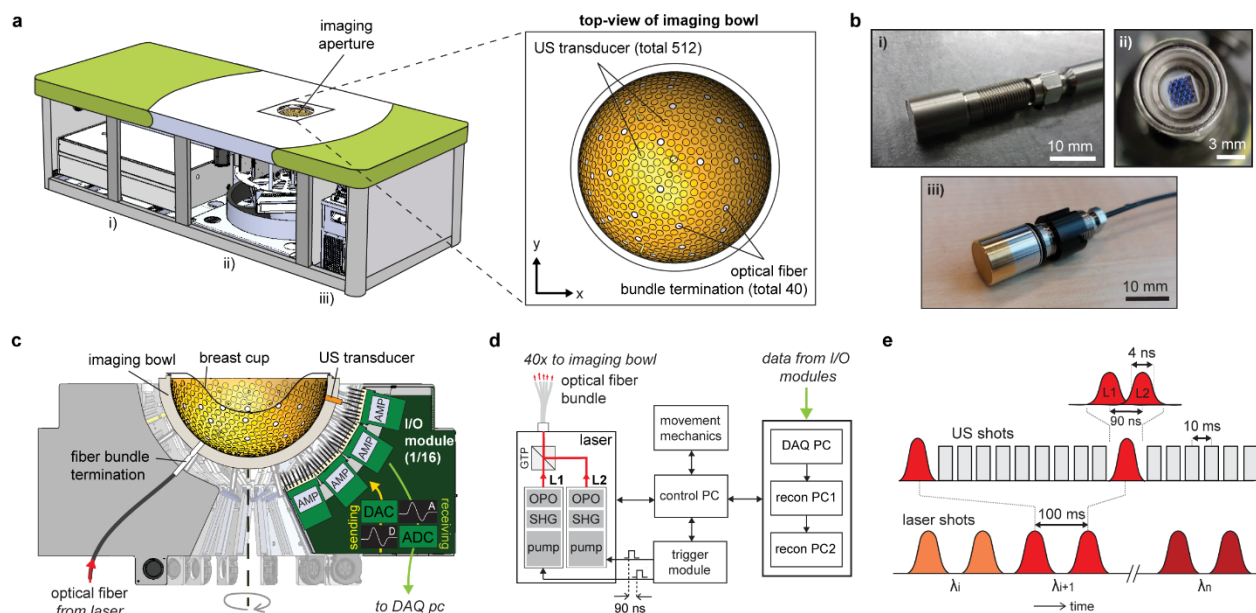 a
imaging
aperture
i)
ii)
iii)
top-view of imaging bowl
US transducer (total 512)
y
x
optical fiber
bundle termination (total 40)
b
i)
10 mm
ii)
3 mm
iii)
10 mm
c
imaging bowl
breast cup
US transducer
AMP
AMP
AMP
AMP
I/O
module
(1/16)
fiber bundle
termination
sending
DAC
A
D
ADC
receiving
optical fiber
from laser
to DAQ pc
d
40x to imaging bowl
optical fiber
bundle
laser
GTP
L1
L2
OPO
OPO
SHG
SHG
pump
pump
90 ns
movement
mechanics
control PC
trigger
module
data from I/O
modules
DAQ PC
recon PC1
recon PC2
e
4 ns
L1
L2
90 ns
US shots
10 ms
laser shots
100 ms
λi
λi+1
λn
time